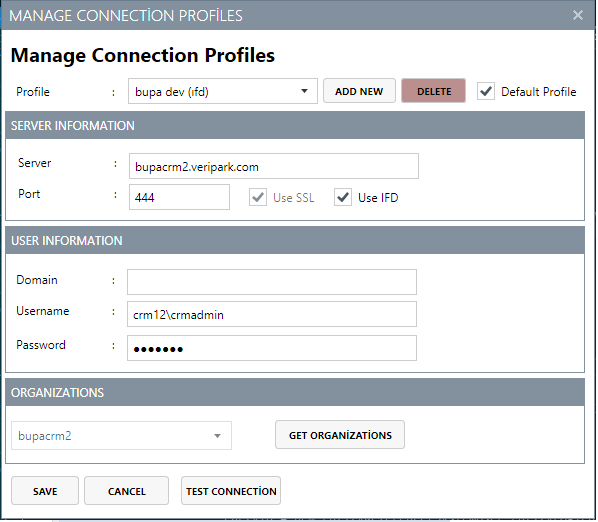 MANAGE CONNECTİON PROFİLES
Manage Connection Profiles
Profile : bupa dev (ıfd) ADD NEW DELETE Default Profile
SERVER INFORMATION
Server : bupacrm2.veripark.com
Port : 444 Use SSL Use IFD
USER INFORMATION
Domain :
Username : crm12\crmadmin
Password : •••••••
ORGANIZATIONS
bupacrm2 GET ORGANİZATİONS
SAVE CANCEL TEST CONNECTİON